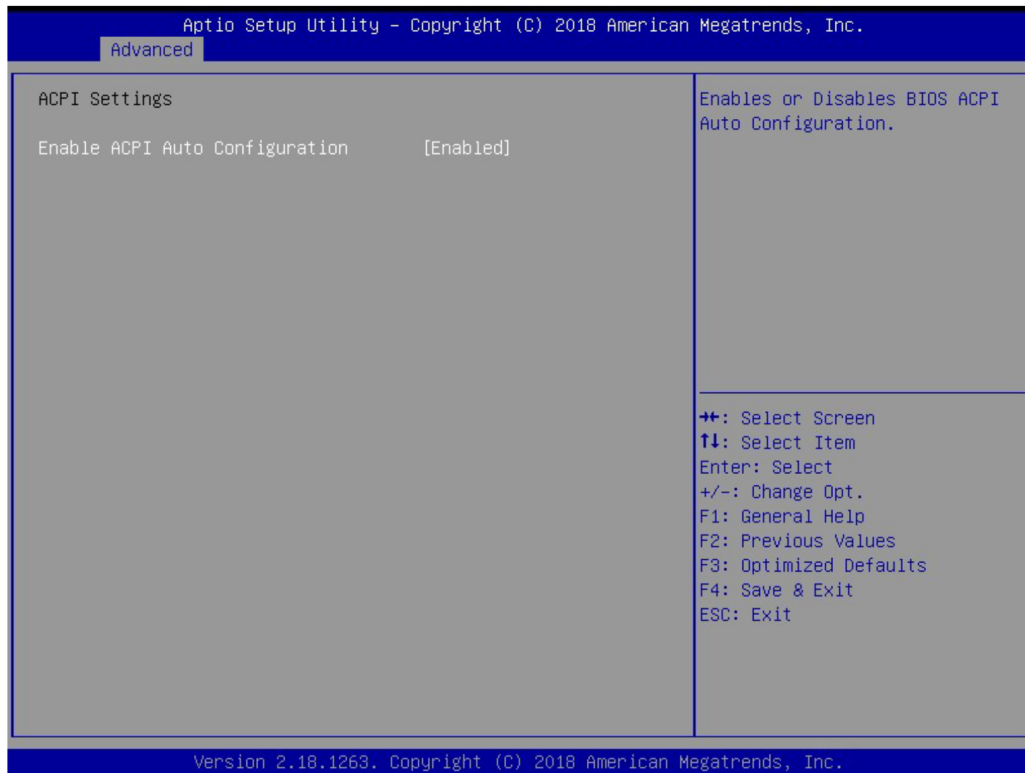 Aptio Setup Utility – Copyright (C) 2018 American Megatrends, Inc.
Advanced
ACPI Settings
Enable ACPI Auto Configuration [Enabled]
Enables or Disables BIOS ACPI
Auto Configuration.
→←: Select Screen
↑↓: Select Item
Enter: Select
+/-: Change Opt.
F1: General Help
F2: Previous Values
F3: Optimized Defaults
F4: Save & Exit
ESC: Exit
Version 2.18.1263. Copyright (C) 2018 American Megatrends, Inc.